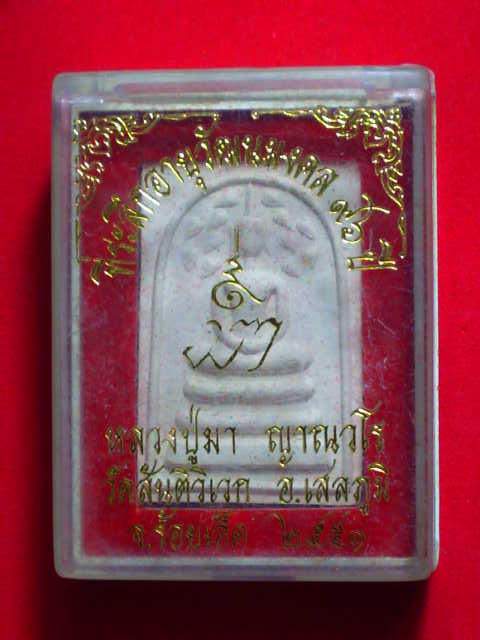 ที่ระลึกอายุวัฒนมงคล ๙๖ ปี
หลวงปู่มา ญาณวโร
วัดสันติวิเวก อ.เสลภูมิ
จ.ร้อยเอ็ด ๒๕๕๑